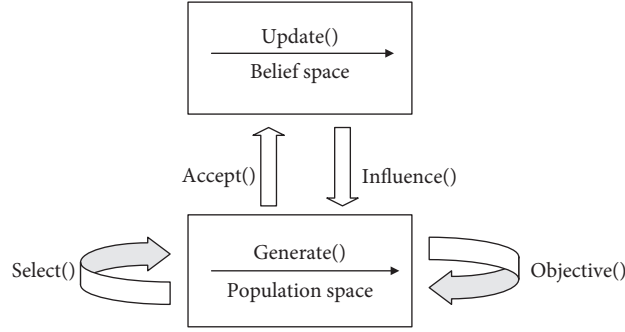 Update()
Belief space
Accept()
Influence()
Select()
Generate()
Population space
Objective()